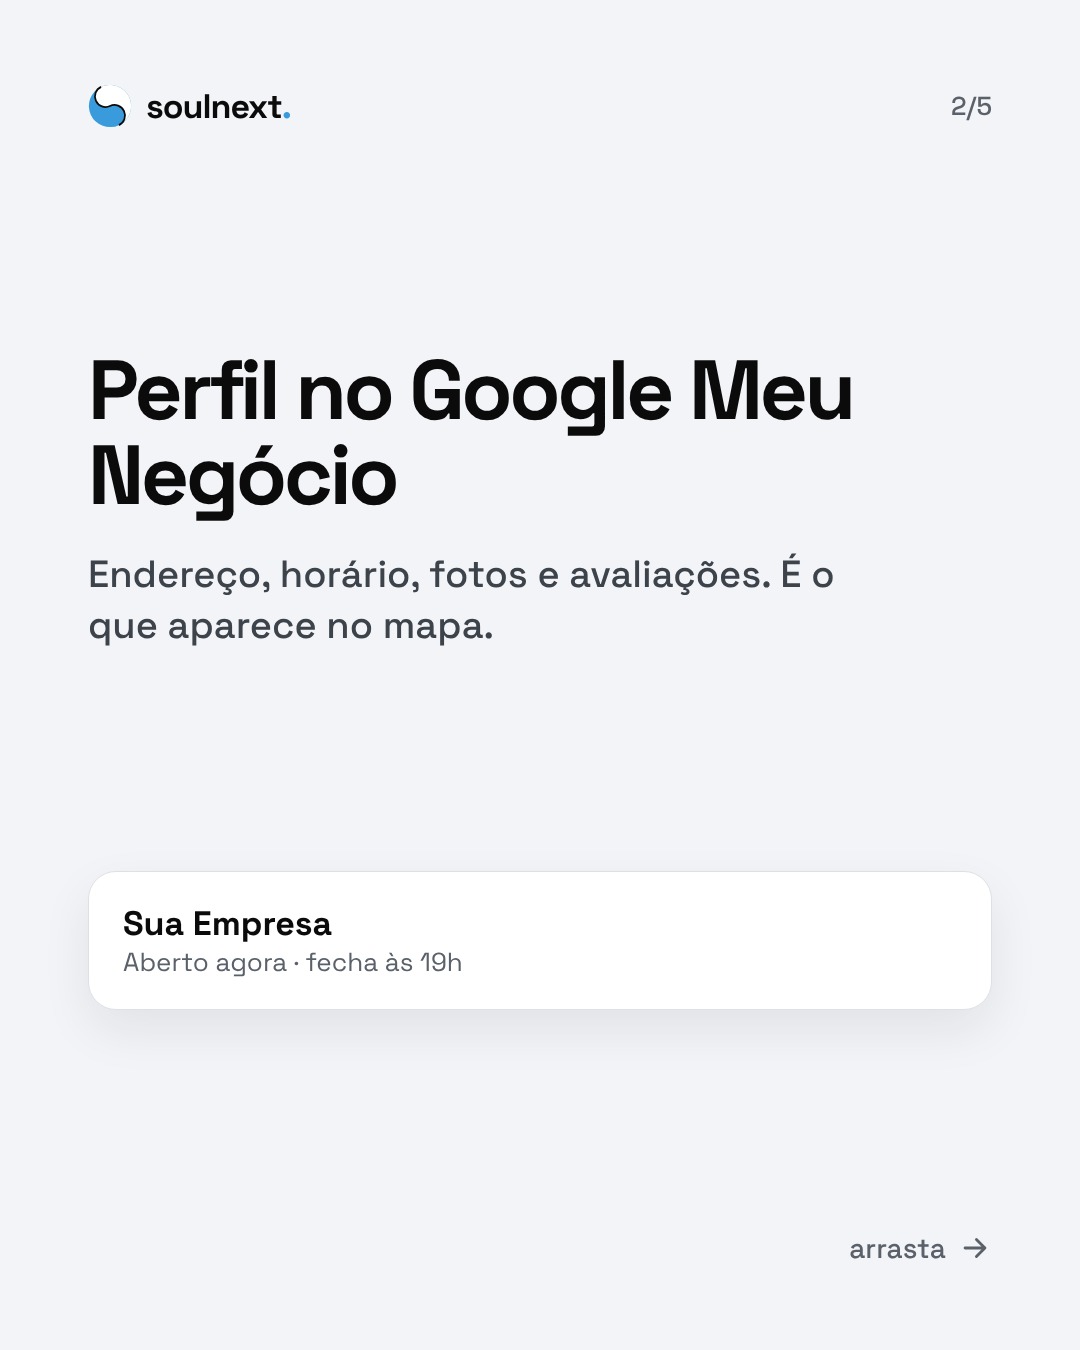 soulnext.
2/5
Perfil no Google Meu
Negócio
Endereço, horário, fotos e avaliações. É o
que aparece no mapa.
Sua Empresa
Aberto agora · fecha às 19h
arrasta →